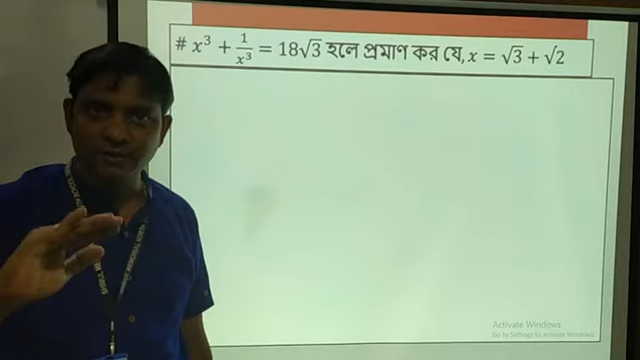 # x³ + 1/x³ = 18√3 হলে প্রমাণ কর যে, x = √3 + √2
Activate Windows
Go to Settings to activate Windows.